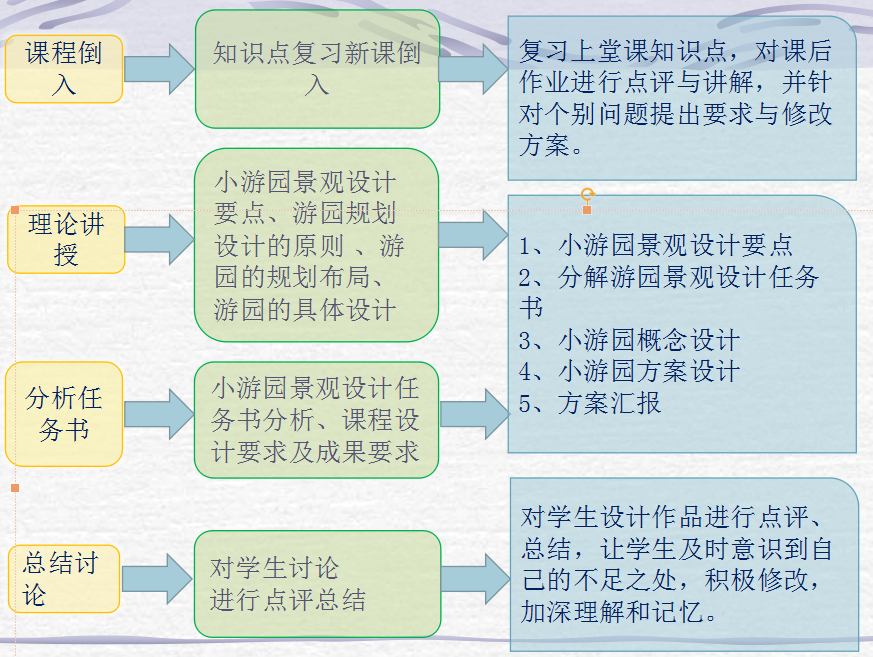 课程倒
入
知识点复习新课倒
入
复习上堂课知识点，对课后
作业进行点评与讲解，并针
对个别问题提出要求与修改
方案。
理论讲
授
小游园景观设计
要点、游园规划
设计的原则 、游
园的规划布局、
游园的具体设计
1、小游园景观设计要点
2、分解游园景观设计任务
书
3、小游园概念设计
4、小游园方案设计
5、方案汇报
分析任
务书
小游园景观设计任
务书分析、课程设
计要求及成果要求
总结讨
论
对学生讨论
进行点评总结
对学生设计作品进行点评、
总结，让学生及时意识到自
己的不足之处，积极修改，
加深理解和记忆。